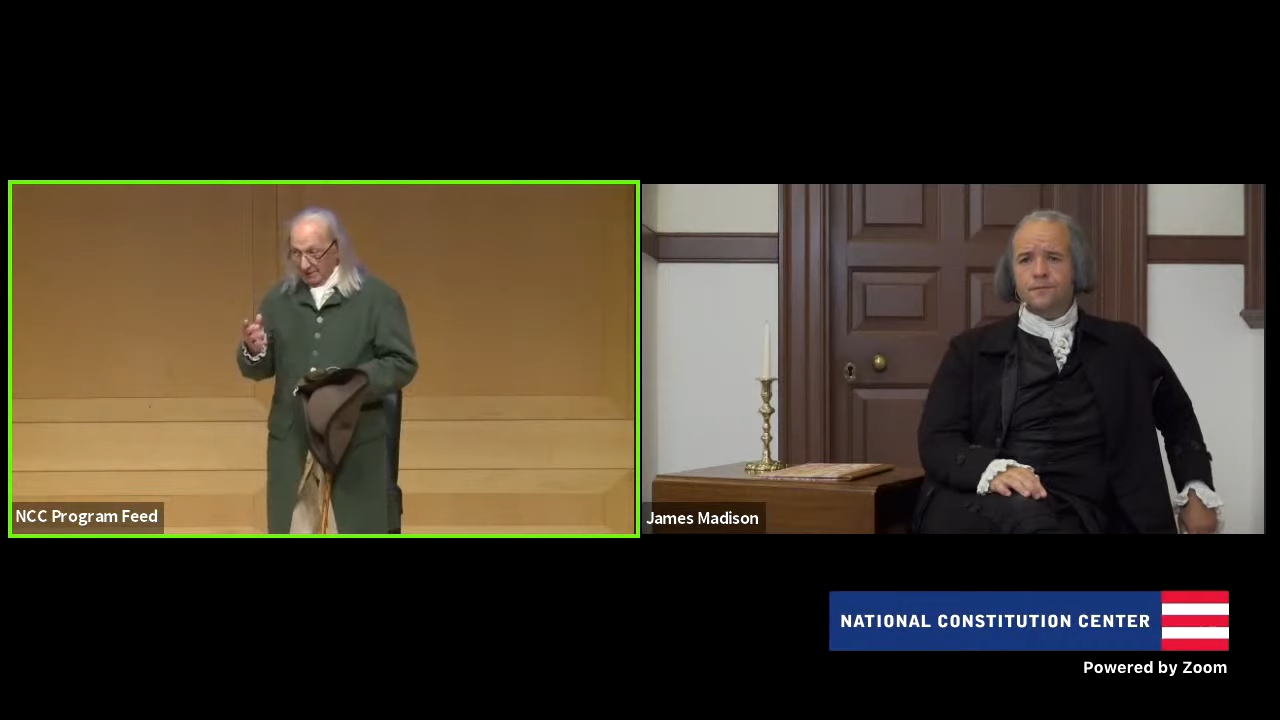 NCC Program Feed
James Madison
NATIONAL CONSTITUTION CENTER
Powered by Zoom